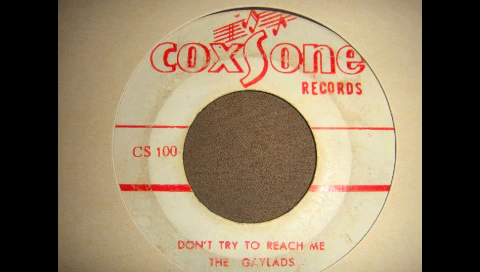 coxsone
RECORDS
CS 100
DON'T TRY TO REACH ME
THE GAYLADS